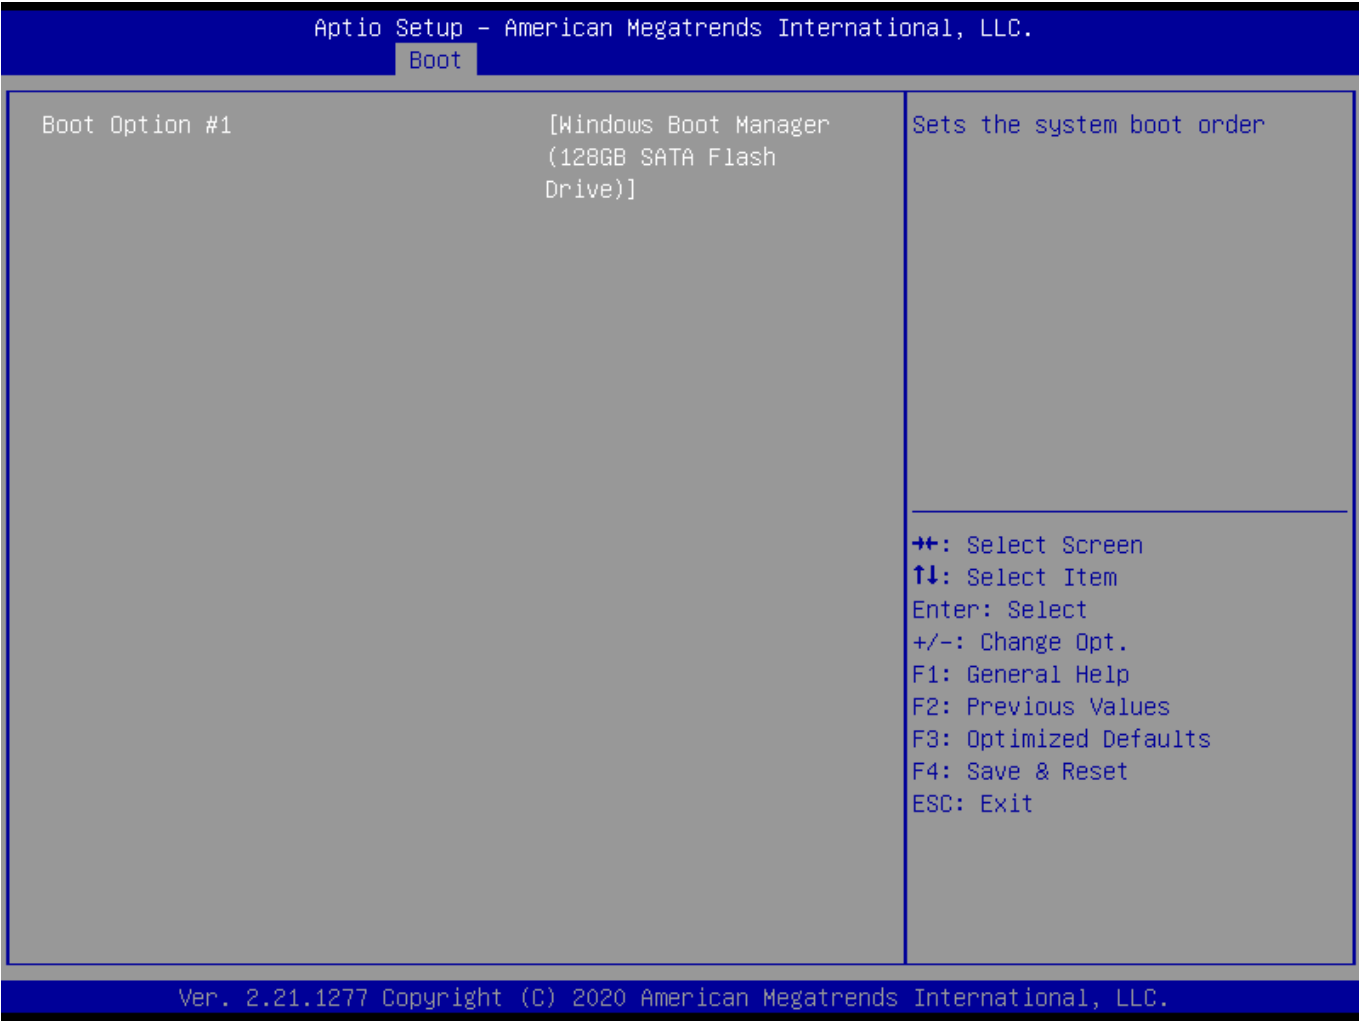 Aptio Setup – American Megatrends International, LLC.
Boot
Boot Option #1
[Windows Boot Manager
(128GB SATA Flash
Drive)]
Sets the system boot order
→←: Select Screen
↑↓: Select Item
Enter: Select
+/-: Change Opt.
F1: General Help
F2: Previous Values
F3: Optimized Defaults
F4: Save & Reset
ESC: Exit
Ver. 2.21.1277 Copyright (C) 2020 American Megatrends International, LLC.